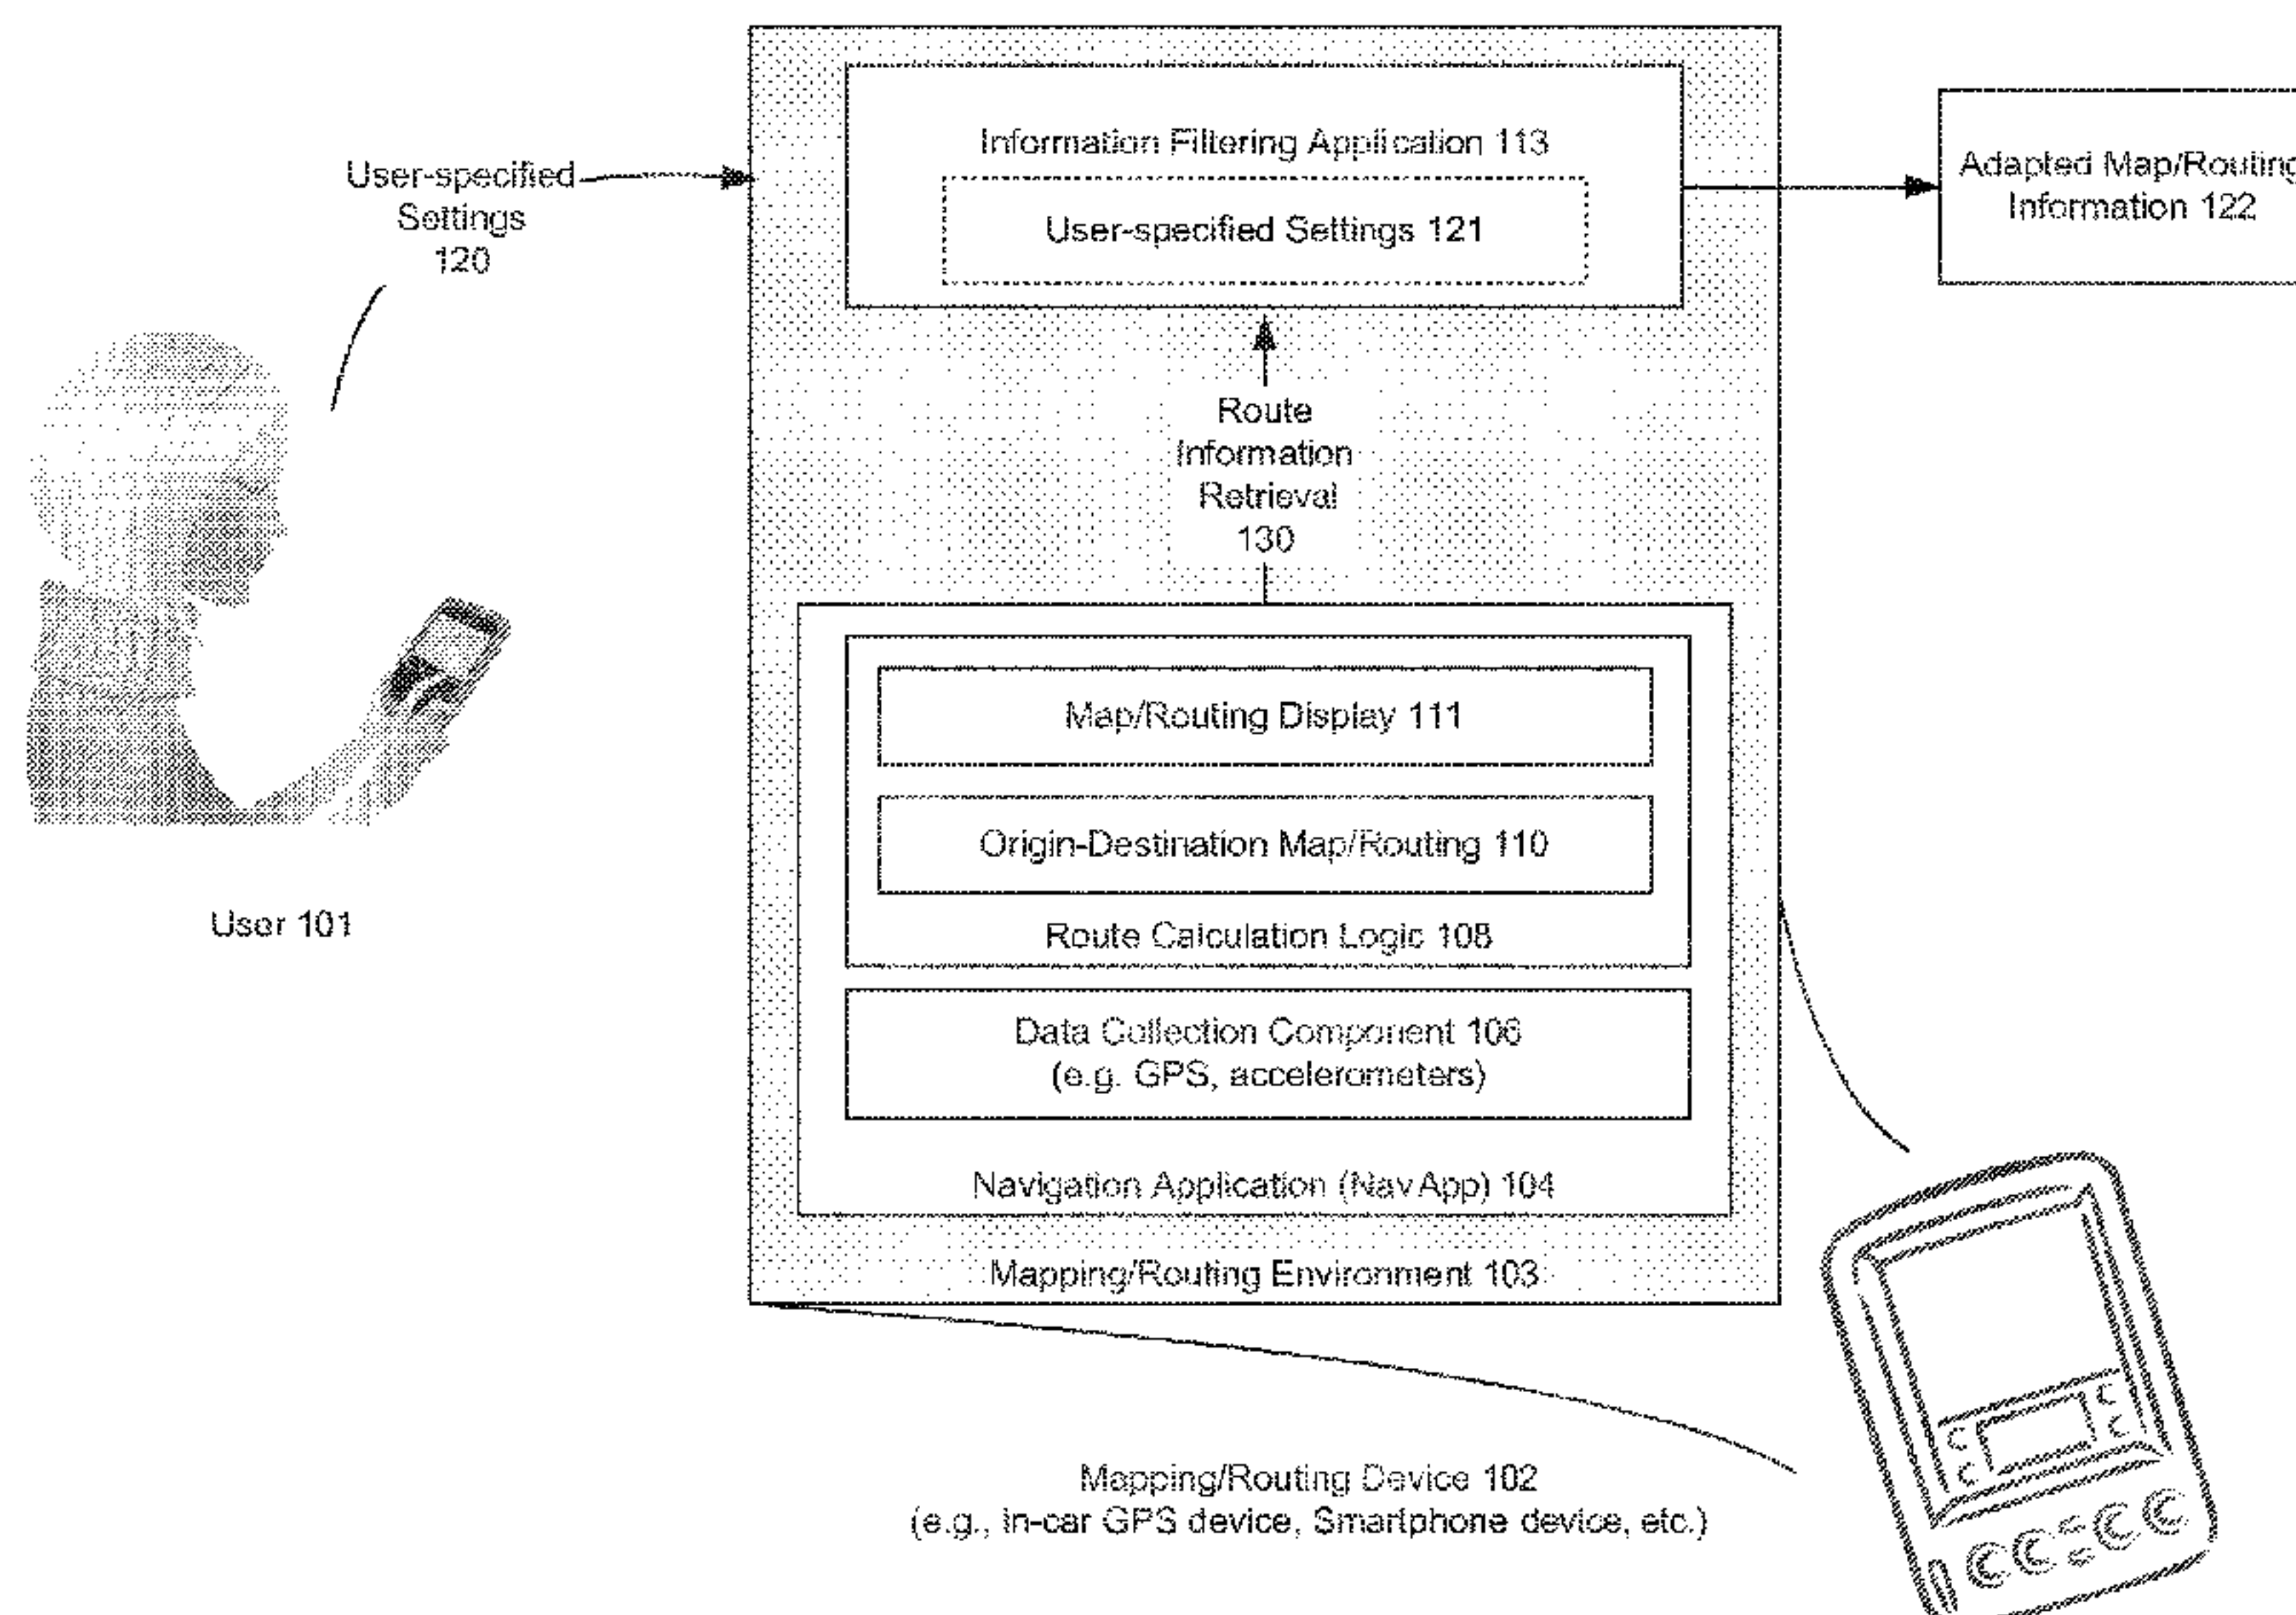 User-specified
Settings
120
User 101
Information Filtering Application 113
User-specified Settings 121
Route
Information
Retrieval
130
Map/Routing Display 111
Origin-Destination Map/Routing 110
Route Calculation Logic 108
Data Collection Component 106
(e.g. GPS, accelerometers)
Navigation Application (NavApp) 104
Mapping/Routing Environment 103
Adapted Map/Routing
Information 122
Mapping/Routing Device 102
(e.g., in-car GPS device, Smartphone device, etc.)